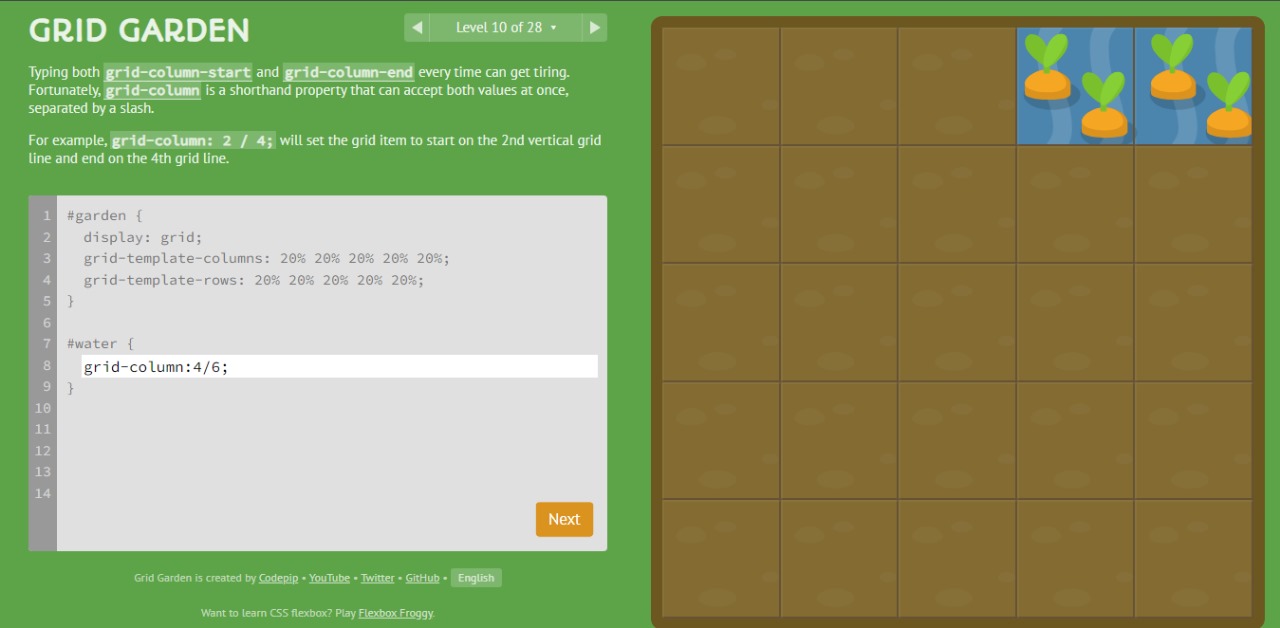 GRID GARDEN
◀ Level 10 of 28 ▾ ▶
Typing both grid-column-start and grid-column-end every time can get tiring.
Fortunately, grid-column is a shorthand property that can accept both values at once,
separated by a slash.
For example, grid-column: 2 / 4; will set the grid item to start on the 2nd vertical grid
line and end on the 4th grid line.
1 #garden {
2 display: grid;
3 grid-template-columns: 20% 20% 20% 20% 20%;
4 grid-template-rows: 20% 20% 20% 20% 20%;
5 }
6
7 #water {
8 grid-column:4/6;
9 }
10
11
12
13
14
Next
Grid Garden is created by Codepip • YouTube • Twitter • GitHub • English
Want to learn CSS flexbox? Play Flexbox Froggy.